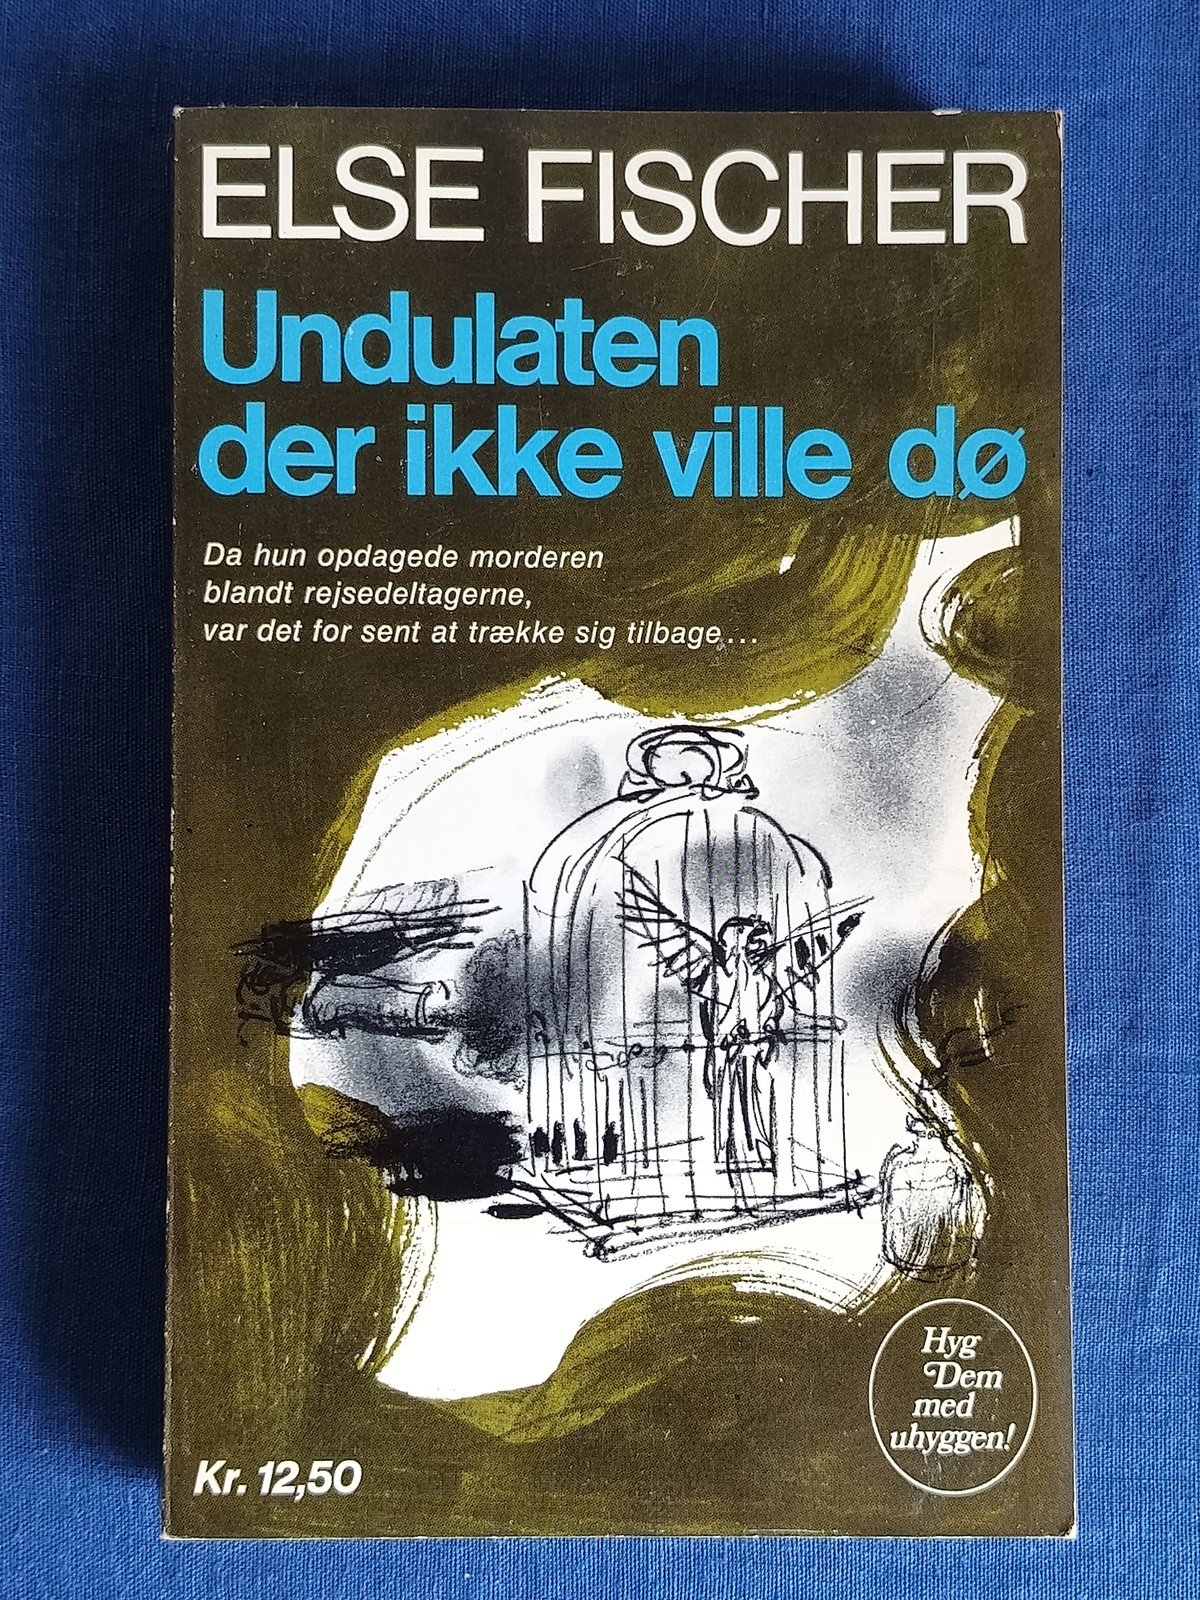 ELSE FISCHER
Undulaten
der ikke ville dø
Da hun opdagede morderen
blandt rejsedeltagerne,
var det for sent at trække sig tilbage...
Hyg
Dem
med
uhyggen!
Kr. 12,50